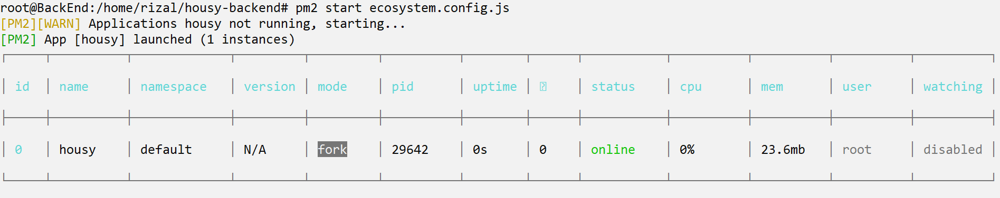 root@BackEnd:/home/rizal/housy-backend# pm2 start ecosystem.config.js
[PM2][WARN] Applications housy not running, starting...
[PM2] App [housy] launched (1 instances)
│ id │ name │ namespace │ version │ mode │ pid │ uptime │ │ status │ cpu │ mem │ user │ watching │
│ 0 │ housy │ default │ N/A │ fork │ 29642 │ 0s │ 0 │ online │ 0% │ 23.6mb │ root │ disabled │